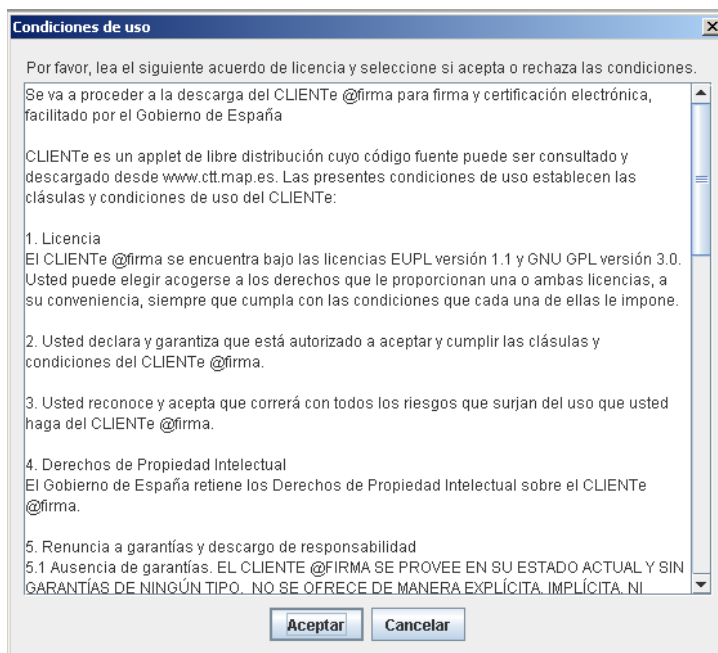 Condiciones de uso
Por favor, lea el siguiente acuerdo de licencia y seleccione si acepta o rechaza las condiciones.
Se va a proceder a la descarga del CLIENTe @firma para firma y certificación electrónica,
facilitado por el Gobierno de España
CLIENTe es un applet de libre distribución cuyo código fuente puede ser consultado y
descargado desde www.ctt.map.es. Las presentes condiciones de uso establecen las
clásulas y condiciones de uso del CLIENTe:
1. Licencia
El CLIENTe @firma se encuentra bajo las licencias EUPL versión 1.1 y GNU GPL versión 3.0.
Usted puede elegir acogerse a los derechos que le proporcionan una o ambas licencias, a
su conveniencia, siempre que cumpla con las condiciones que cada una de ellas le impone.
2. Usted declara y garantiza que está autorizado a aceptar y cumplir las clásulas y
condiciones del CLIENTe @firma.
3. Usted reconoce y acepta que correrá con todos los riesgos que surjan del uso que usted
haga del CLIENTe @firma.
4. Derechos de Propiedad Intelectual
El Gobierno de España retiene los Derechos de Propiedad Intelectual sobre el CLIENTe
@firma.
5. Renuncia a garantías y descargo de responsabilidad
5.1 Ausencia de garantías. EL CLIENTE @FIRMA SE PROVEE EN SU ESTADO ACTUAL Y SIN
GARANTÍAS DE NINGÚN TIPO.  NO SE OFRECE DE MANERA EXPLÍCITA, IMPLÍCITA, NI
Aceptar
Cancelar